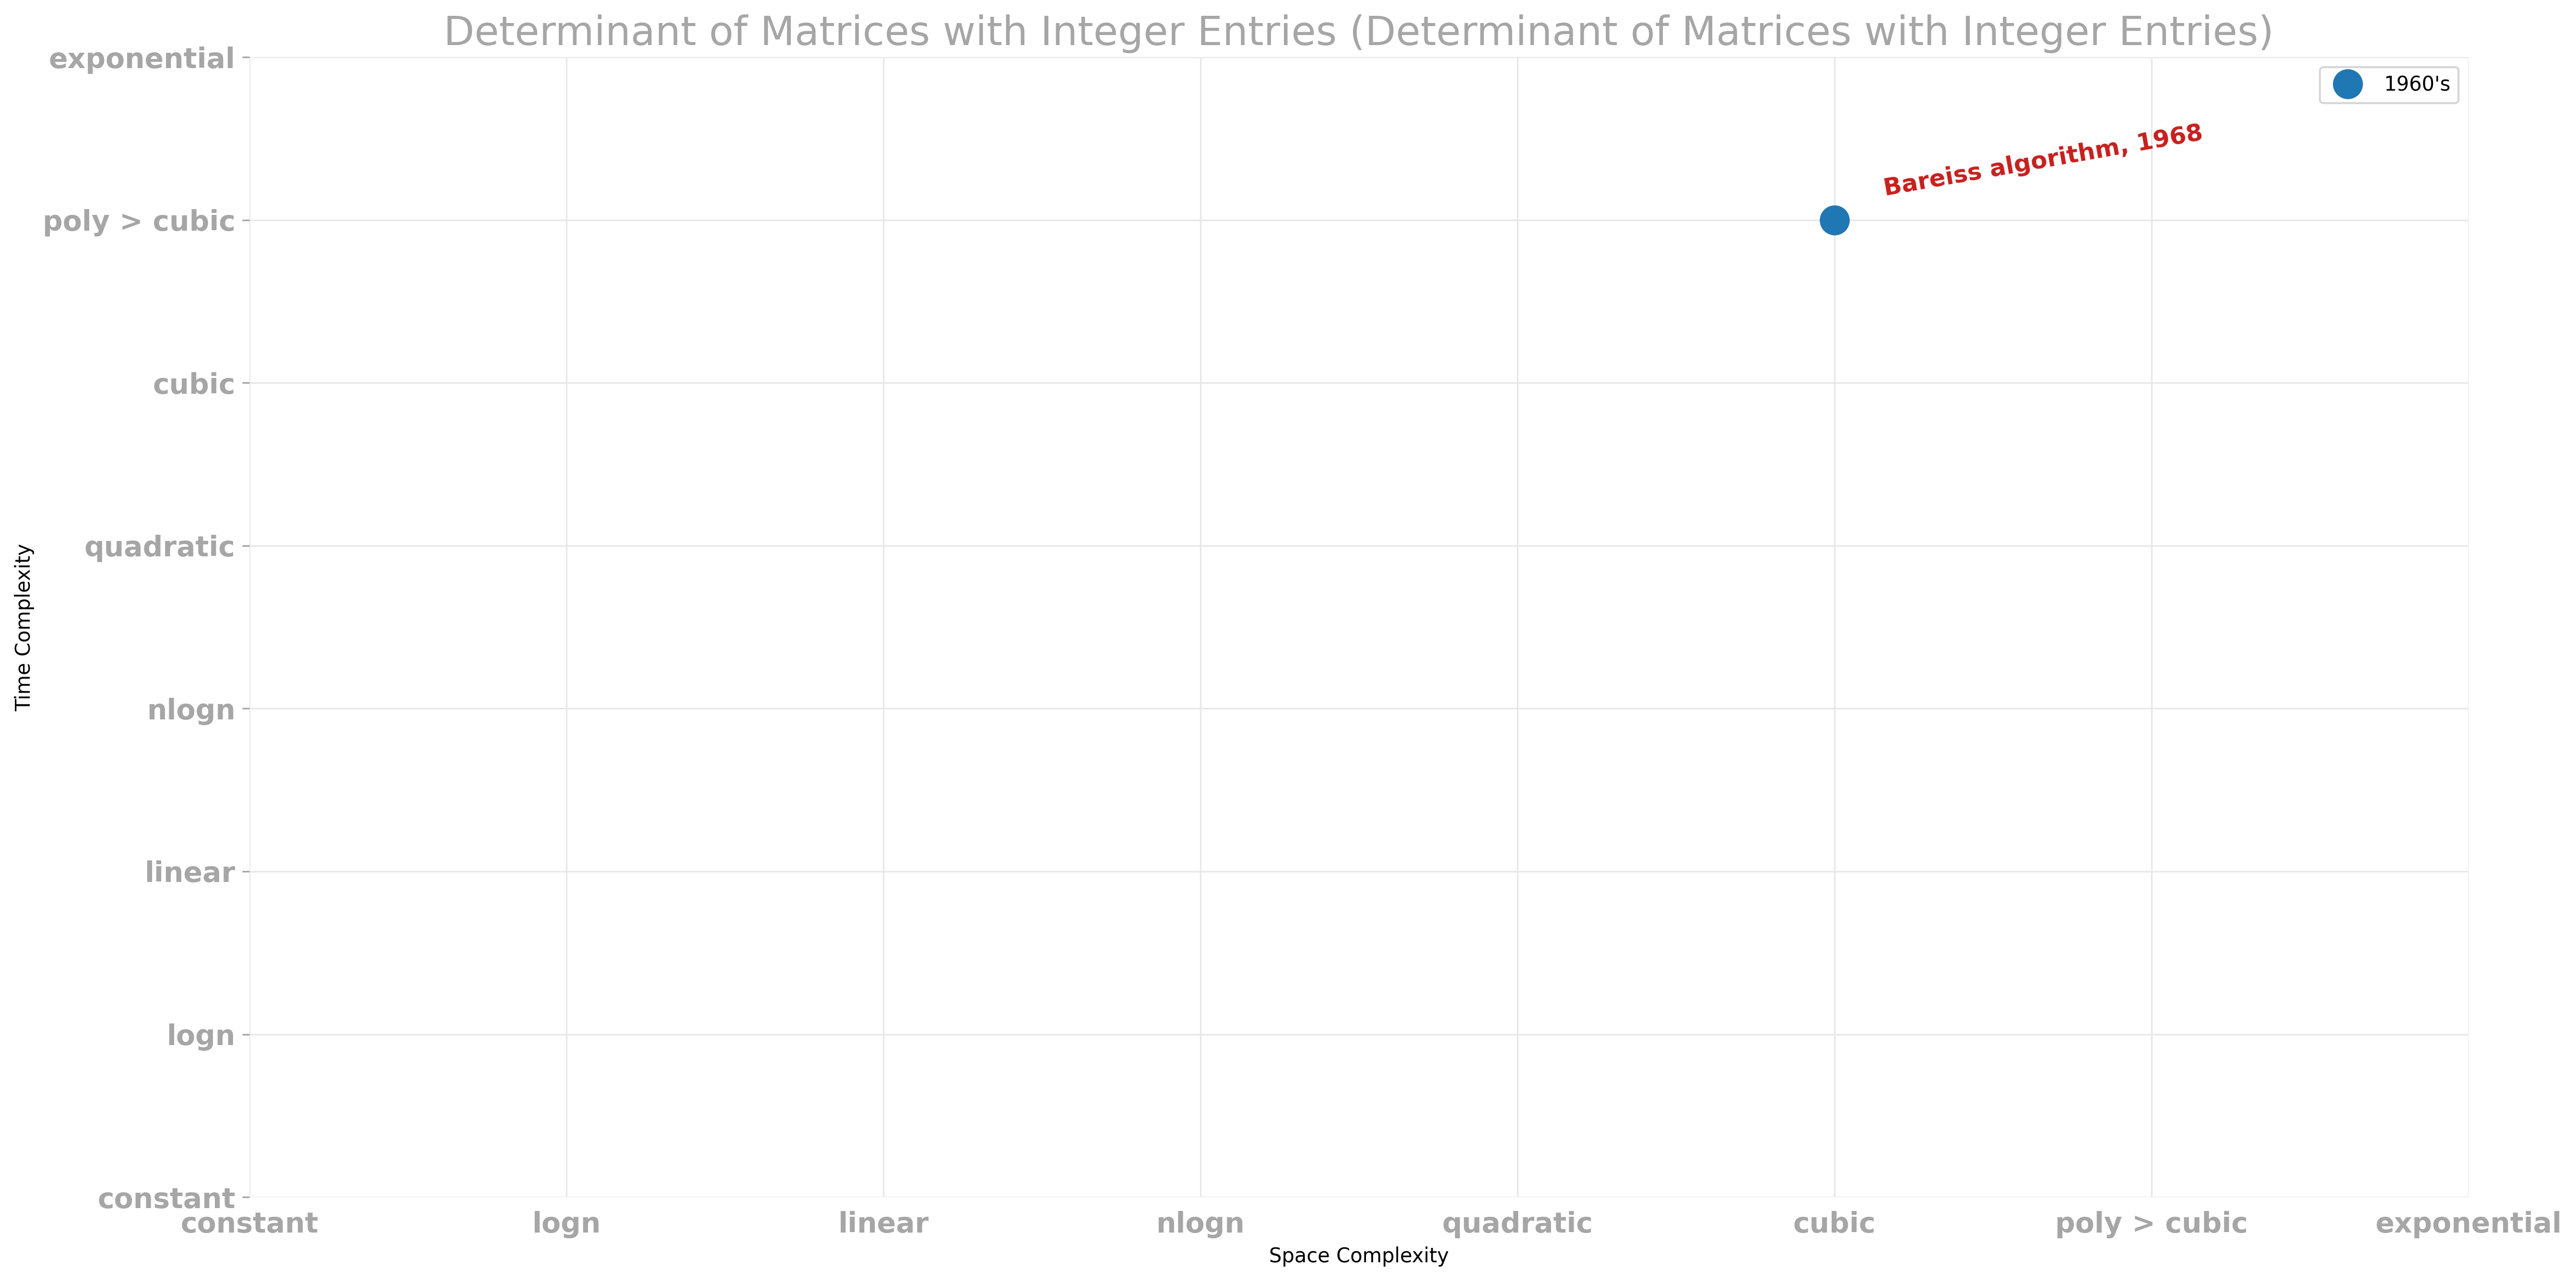 Determinant of Matrices with Integer Entries (Determinant of Matrices with Integer Entries)
exponential
1960's
Bareiss algorithm, 1968
poly > cubic
cubic
quadratic
Time Complexity
nlogn
linear
logn
constant
constant logn linear nlogn quadratic cubic poly > cubic exponential
Space Complexity